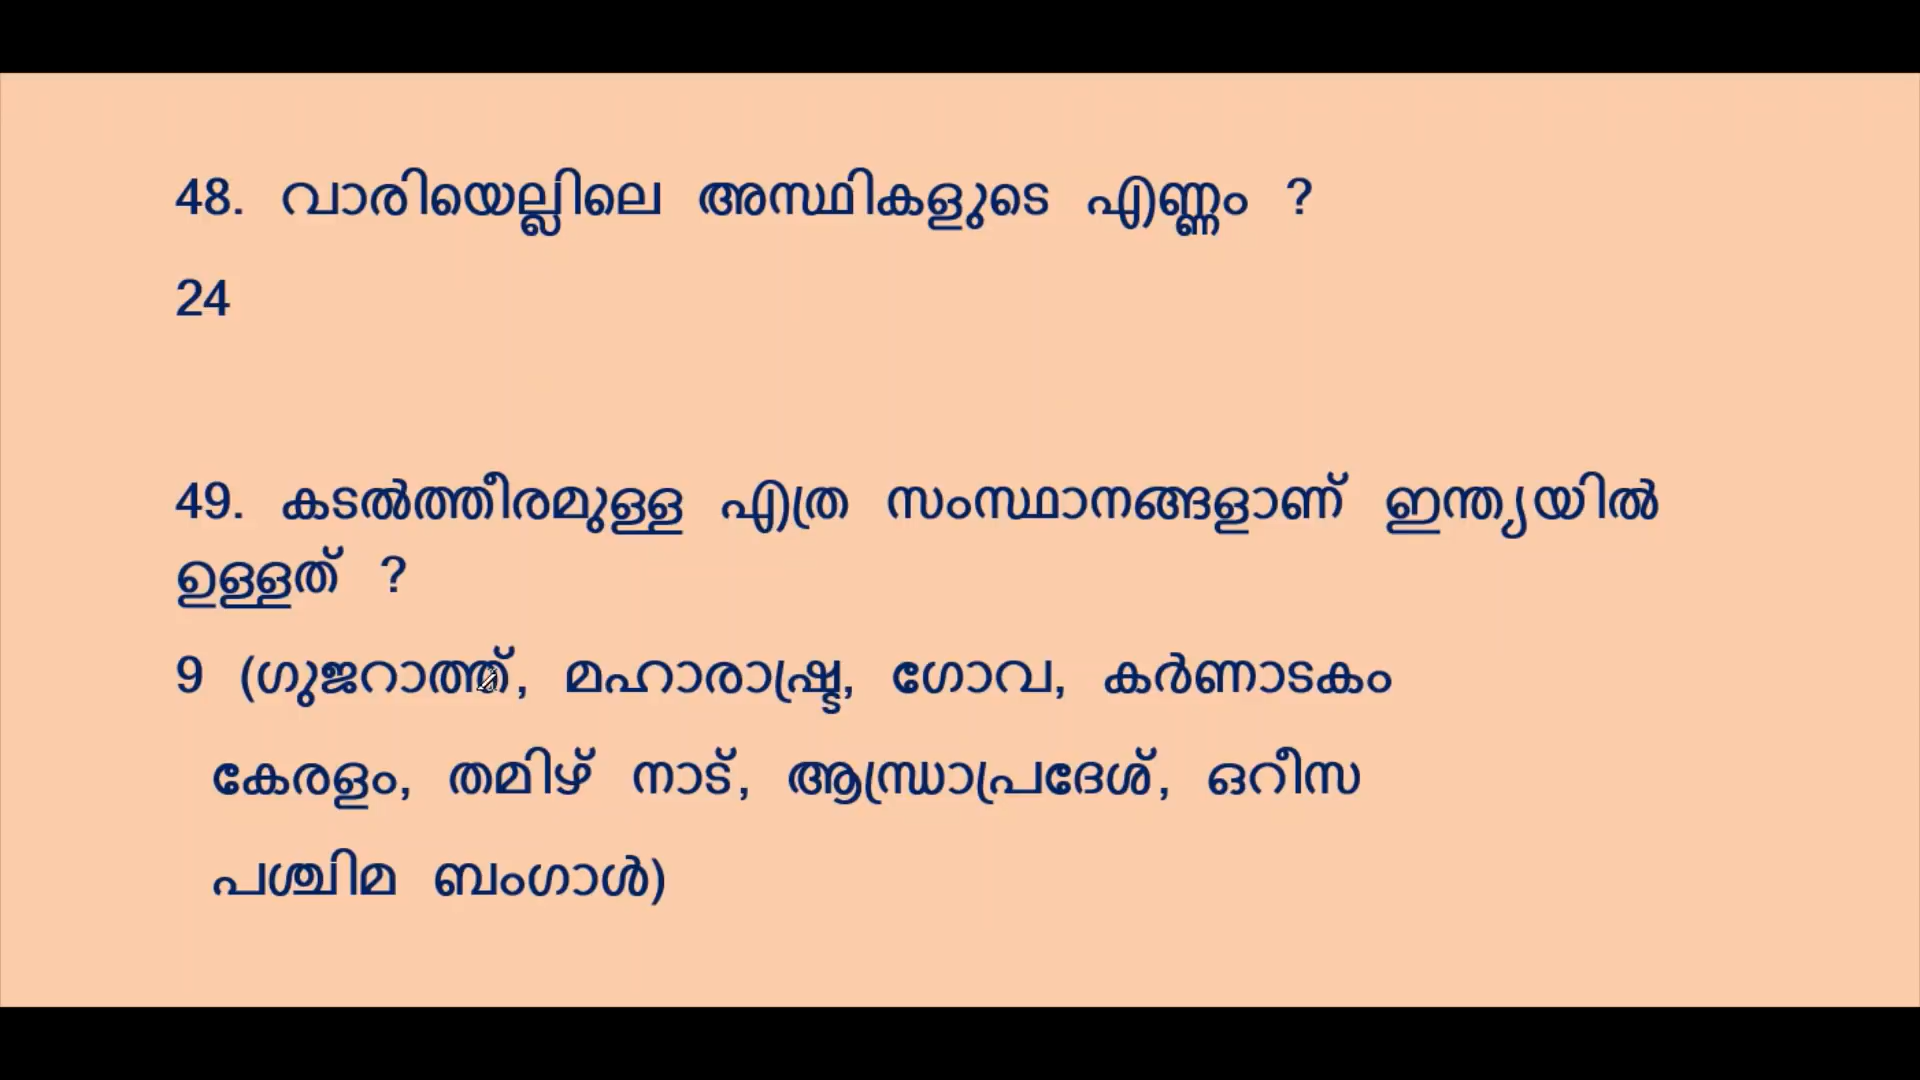 48. വാരിയെല്ലിലെ അസ്ഥികളുടെ എണ്ണം ?
24
49. കടൽത്തീരമുള്ള എത്ര സംസ്ഥാനങ്ങളാണ് ഇന്ത്യയിൽ
ഉള്ളത് ?
9 (ഗുജറാത്ത്, മഹാരാഷ്ട്ര, ഗോവ, കർണാടകം
കേരളം, തമിഴ് നാട്, ആന്ധ്രാപ്രദേശ്, ഒറീസ
പശ്ചിമ ബംഗാൾ)